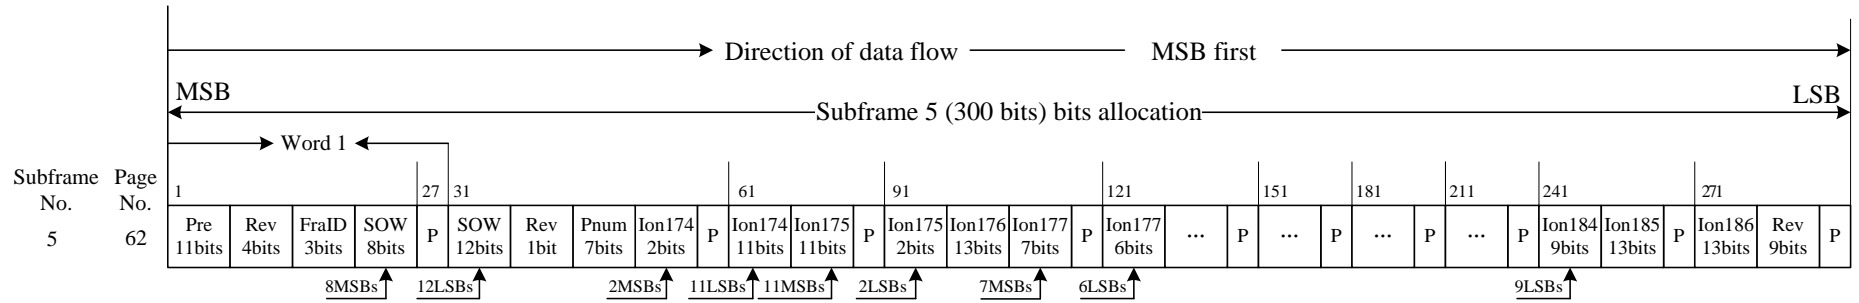 Direction of data flow MSB first
MSB LSB
Subframe 5 (300 bits) bits allocation
Word 1
Subframe No. Page No.
1 27 31 61 91 121 151 181 211 241 271
5 62
Pre 11bits
Rev 4bits
FraID 3bits
SOW 8bits
P
SOW 12bits
Rev 1bit
Pnum 7bits
Ion174 2bits
P
Ion174 11bits
Ion175 11bits
P
Ion175 2bits
Ion176 13bits
Ion177 7bits
P
Ion177 6bits
...
P
...
P
...
P
...
P
Ion184 9bits
Ion185 13bits
P
Ion186 13bits
Rev 9bits
P
8MSBs 12LSBs 2MSBs 11LSBs 11MSBs 2LSBs 7MSBs 6LSBs 9LSBs